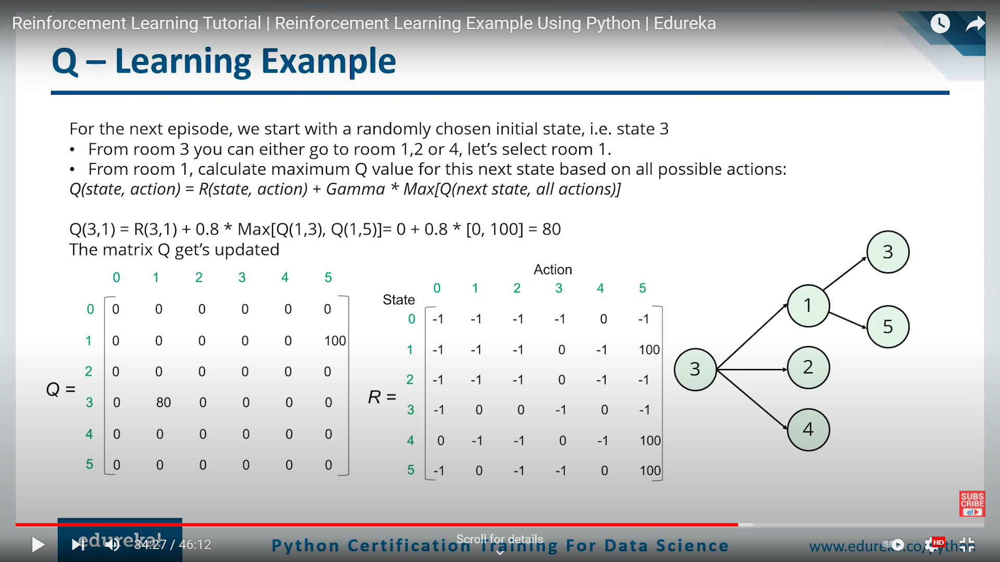 Reinforcement Learning Tutorial | Reinforcement Learning Example Using Python | Edureka
Q – Learning Example
For the next episode, we start with a randomly chosen initial state, i.e. state 3
• From room 3 you can either go to room 1,2 or 4, let's select room 1.
• From room 1, calculate maximum Q value for this next state based on all possible actions:
Q(state, action) = R(state, action) + Gamma * Max[Q(next state, all actions)]
Q(3,1) = R(3,1) + 0.8 * Max[Q(1,3), Q(1,5)]= 0 + 0.8 * [0, 100] = 80
The matrix Q get's updated
0 1 2 3 4 5
0 0 0 0 0 0 0
1 0 0 0 0 0 100
2 0 0 0 0 0 0
Q =
3 0 80 0 0 0 0
4 0 0 0 0 0 0
5 0 0 0 0 0 0
Action
0 1 2 3 4 5
State
0 -1 -1 -1 -1 0 -1
1 -1 -1 -1 0 -1 100
2 -1 -1 -1 0 -1 -1
R =
3 -1 0 0 -1 0 -1
4 0 -1 -1 0 -1 100
5 -1 0 -1 -1 0 100
3
1
5
3
2
4
SUBS
CRIBE
e!
edureka!
34:27 / 46:12
Scroll for details
Python Certification Training For Data Science
www.edureka.co/python
HD